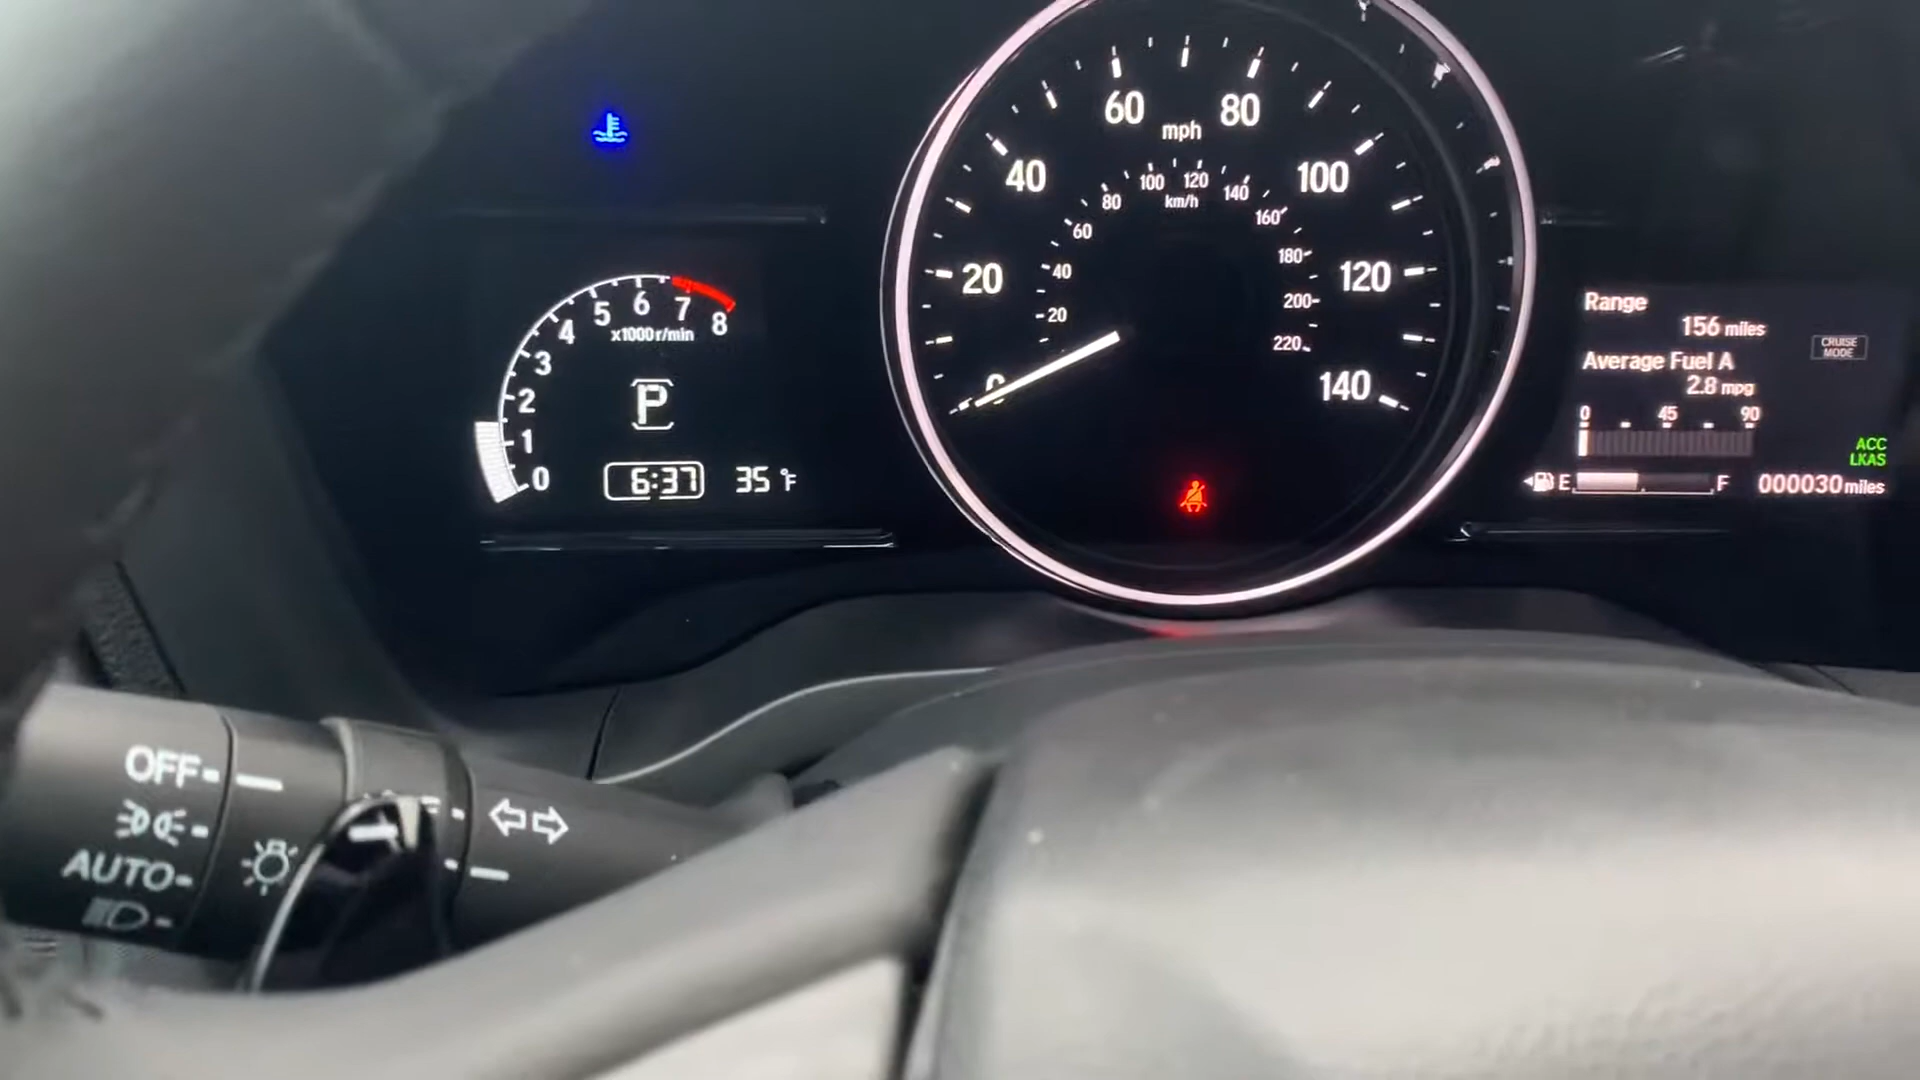 60 80
mph
40 100
100 120
80 140
km/h
60 160
20 40 180 120
20 200
220
0 140
5 6 7
4 8
x1000r/min
3
2
1
0
P
6:37 35 °F
Range
156 miles
CRUISE
MODE
Average Fuel A
2.8 mpg
0 45 90
ACC
LKAS
E F 000030 miles
OFF
AUTO